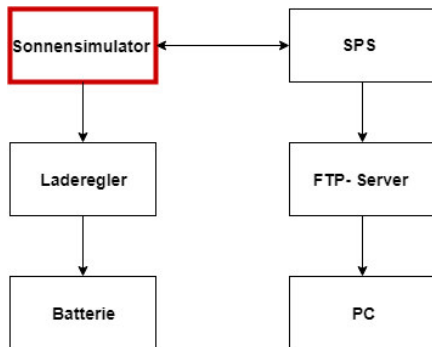 Sonnensimulator
SPS
Laderegler
FTP- Server
Batterie
PC